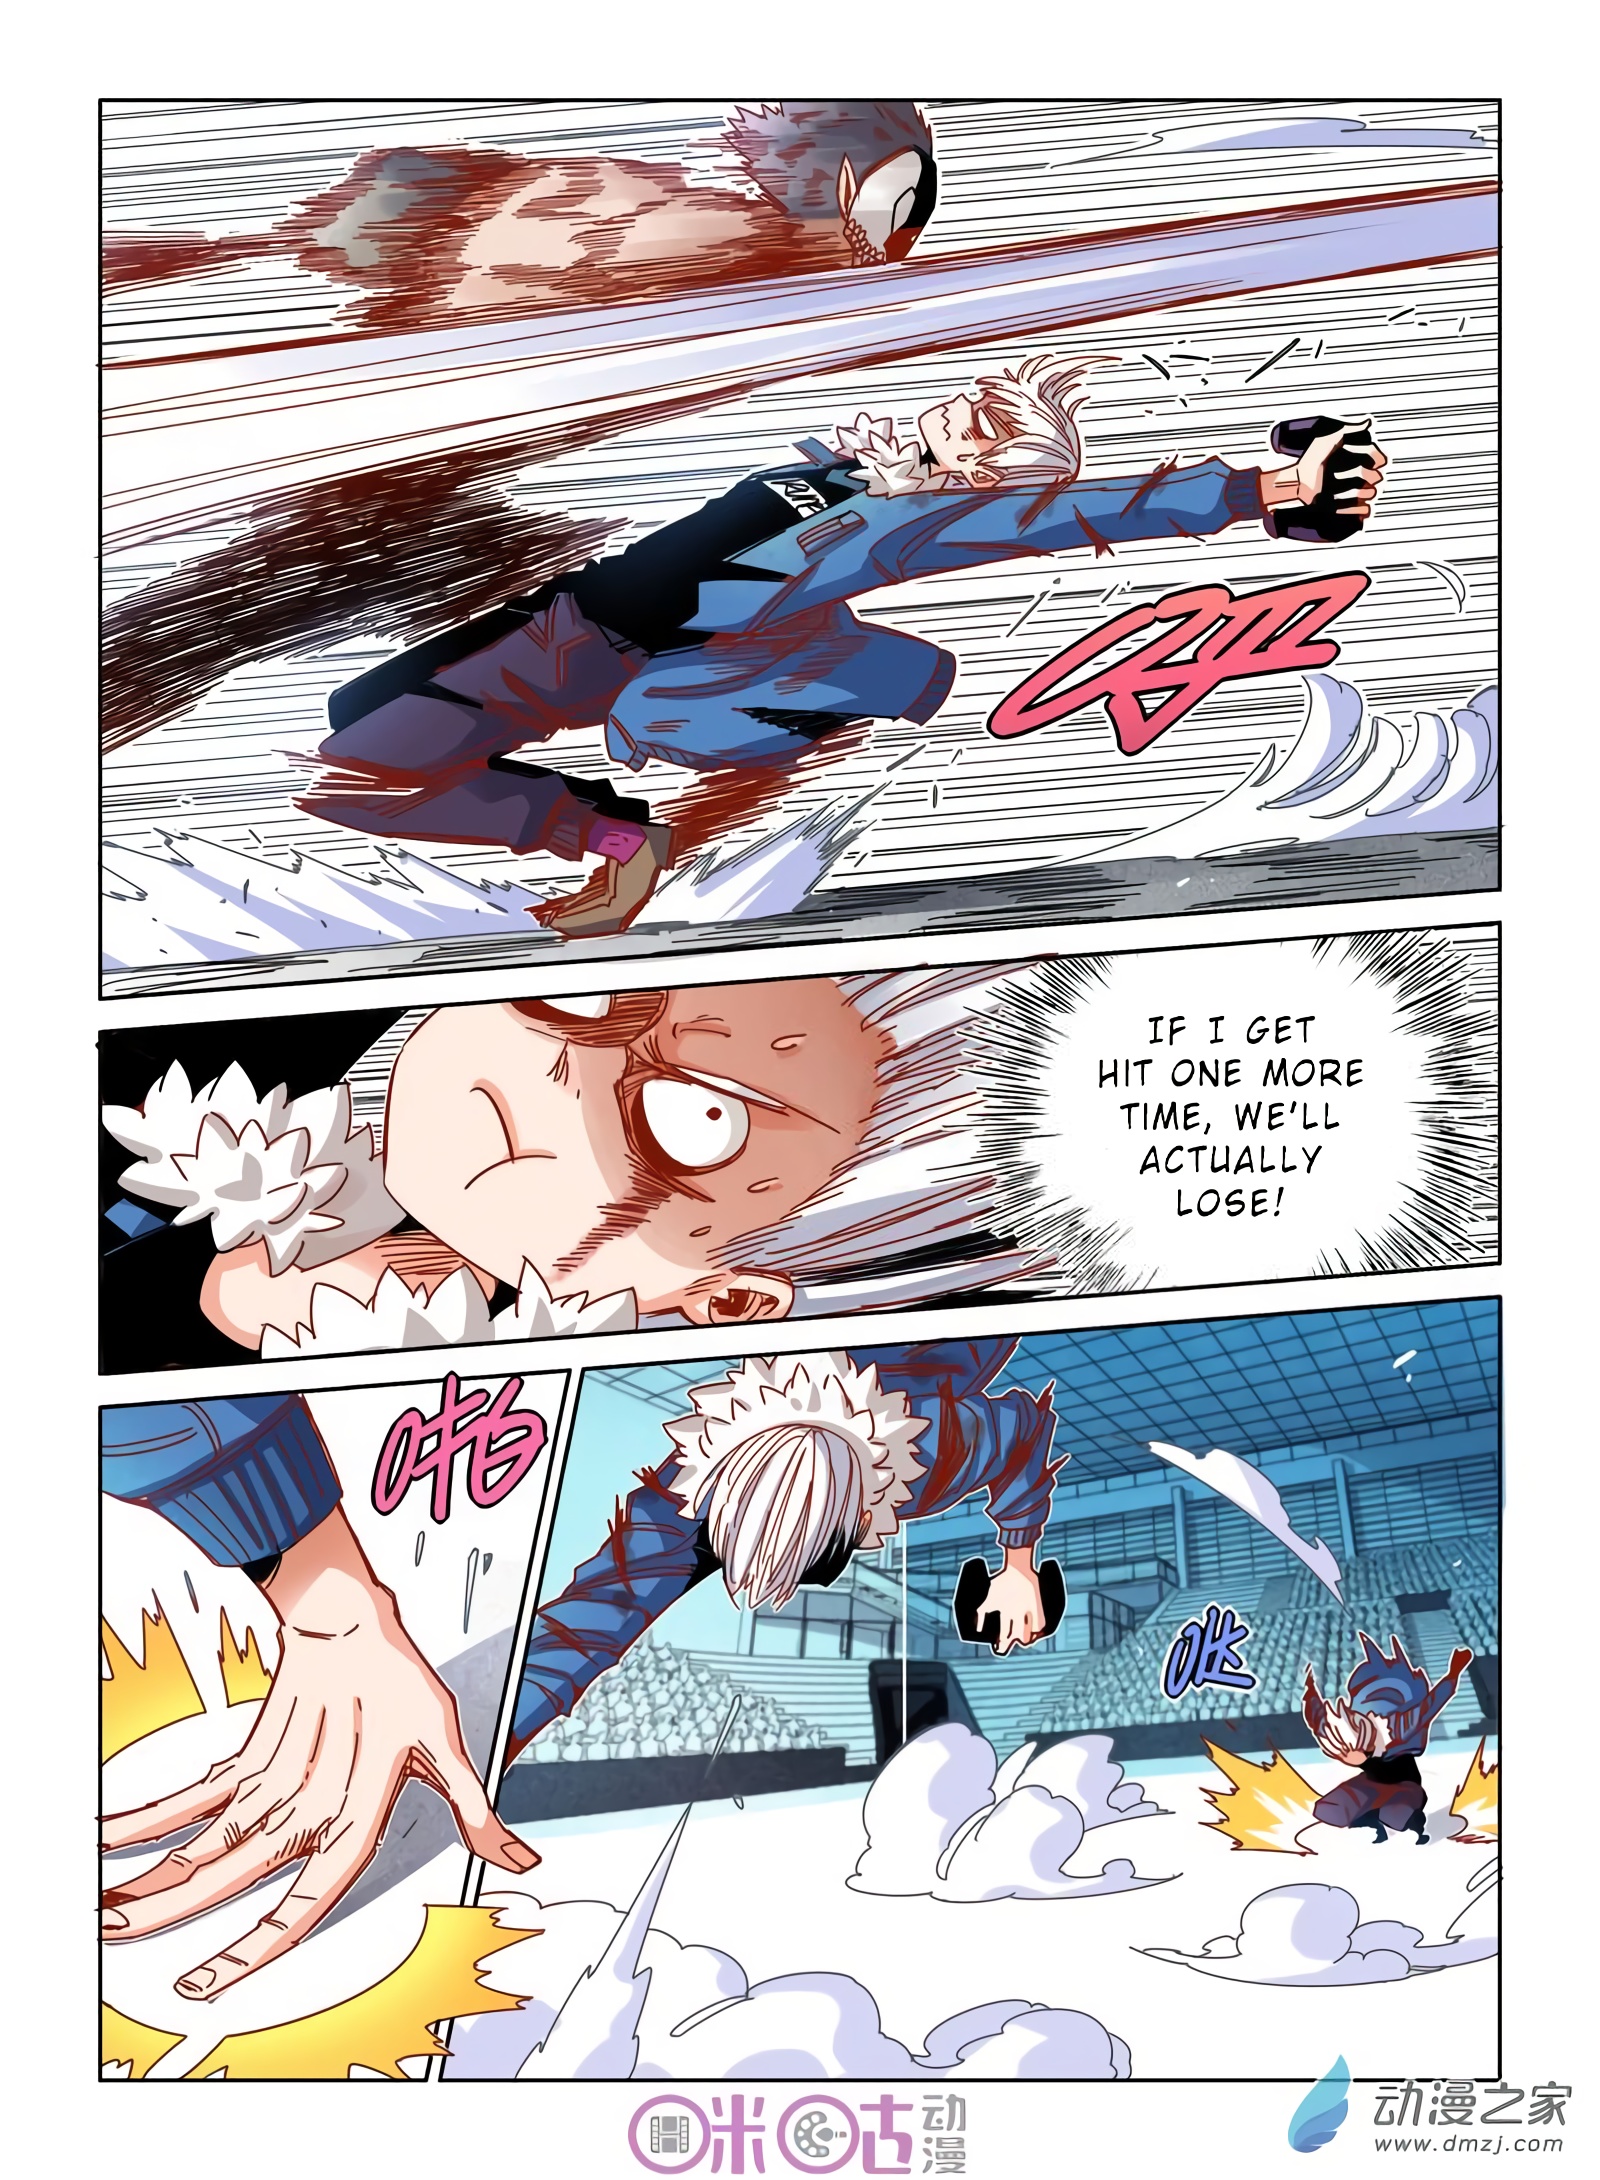 呼
IF I GET
HIT ONE MORE
TIME, WE'LL
ACTUALLY
LOSE!
啪
咪咕动漫
动漫之家
www.dmzj.com